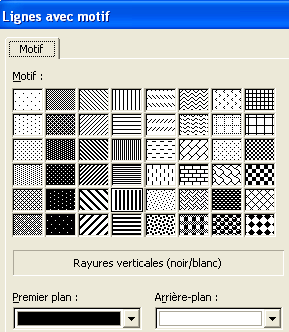 Lignes avec motif
Motif
Motif :
Rayures verticales (noir/blanc)
Premier plan :
Arrière-plan :